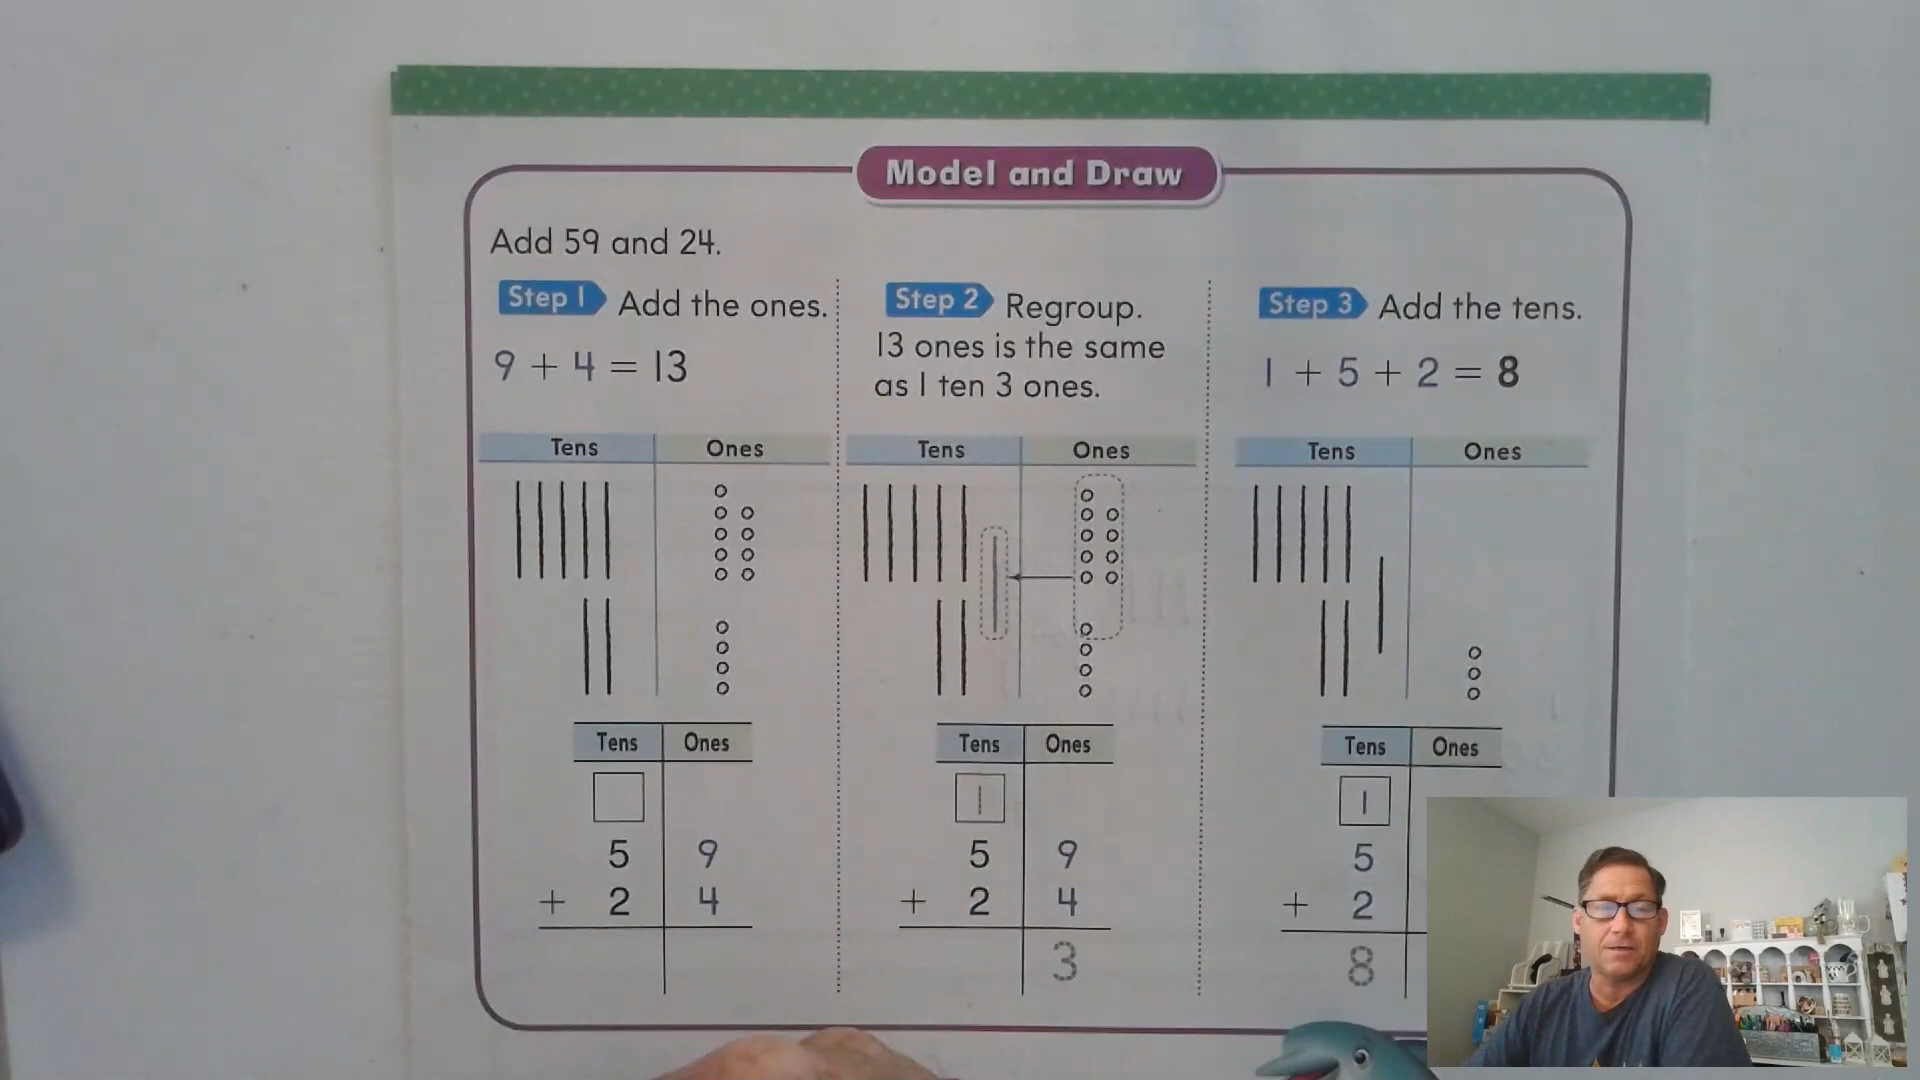 Model and Draw
Add 59 and 24.
Step 1 Add the ones.
9 + 4 = 13
Tens Ones
Tens Ones
5 9
+ 2 4
Step 2 Regroup.
13 ones is the same
as 1 ten 3 ones.
Tens Ones
Tens Ones
1
5 9
+ 2 4
3
Step 3 Add the tens.
1 + 5 + 2 = 8
Tens Ones
Tens Ones
1
5
+ 2
8